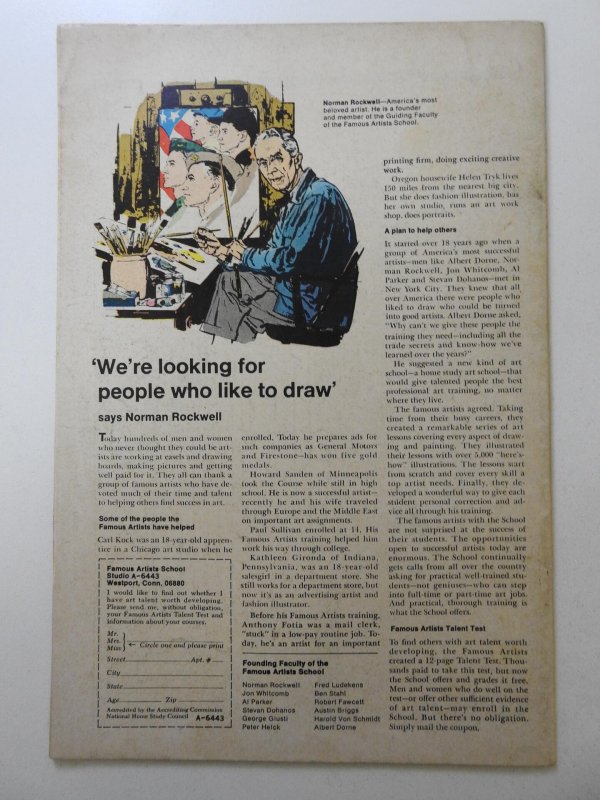 Norman Rockwell—America's most
beloved artist. He is a founder
and member of the Guiding Faculty
of the Famous Artists School.
'We're looking for
people who like to draw'
says Norman Rockwell
Today hundreds of men and women
who never thought they could be art-
ists are working at easels and drawing
boards, making pictures and getting
well paid for it. They all can thank a
group of famous artists who have de-
voted much of their time and talent
to helping others find success in art.
Some of the people the
Famous Artists have helped
Carl Kock was an 18-year-old appren-
tice in a Chicago art studio when he
enrolled. Today he prepares ads for
such companies as General Motors
and Firestone—has won five gold
medals.
Howard Sanden of Minneapolis
took the Course while still in high
school. He is now a successful artist—
recently he and his wife traveled
through Europe and the Middle East
on important art assignments.
Paul Sullivan enrolled at 14. His
Famous Artists training helped him
work his way through college.
Kathleen Gironda of Indiana,
Pennsylvania, was an 18-year-old
salesgirl in a department store. She
still works for a department store, but
now it's as an advertising artist and
fashion illustrator.
Before his Famous Artists training,
Anthony Fotia was a mail clerk,
"stuck" in a low-pay routine job. To-
day, he's an artist for an important
printing firm, doing exciting creative
work.
Oregon housewife Helen Tryk lives
150 miles from the nearest big city.
But she does fashion illustration, has
her own studio, runs an art work
shop, does portraits.
A plan to help others
It started over 18 years ago when a
group of America's most successful
artists—men like Albert Dorne, Nor-
man Rockwell, Jon Whitcomb, Al
Parker and Stevan Dohanos—met in
New York City. They knew that all
over America there were people who
liked to draw who could be turned
into good artists. Albert Dorne asked,
"Why can't we give these people the
training they need—including all the
trade secrets and know-how we've
learned over the years?"
He suggested a new kind of art
school—a home study art school—that
would give talented people the best
professional art training, no matter
where they live.
The famous artists agreed. Taking
time from their busy careers, they
created a remarkable series of art
lessons covering every aspect of draw-
ing and painting. They illustrated
their lessons with over 5,000 "here's-
how" illustrations. The lessons start
from scratch and cover every skill a
top artist needs. Finally, they de-
veloped a wonderful way to give each
student personal correction and ad-
vice all through his training.
The famous artists with the School
are not surprised at the success of
their students. The opportunities
open to successful artists today are
enormous. The School continually
gets calls from all over the country
asking for practical well-trained stu-
dents—not geniuses—who can step
into full-time or part-time art jobs.
And practical, thorough training is
what the School offers.
Famous Artists Talent Test
To find others with art talent worth
developing, the Famous Artists
created a 12-page Talent Test. Thou-
sands paid to take this test, but now
the School offers and grades it free.
Men and women who do well on the
test—or offer other sufficient evidence
of art talent—may enroll in the
School. But there's no obligation.
Simply mail the coupon.
Famous Artists School
Studio A-6443
Westport, Conn. 06880
I would like to find out whether I
have art talent worth developing.
Please send me, without obligation,
your Famous Artists Talent Test and
information about your courses.
Mr.
Mrs.
Miss
Circle one and please print
Street Apt. #
City
State
Age Zip
Accredited by the Accrediting Commission
National Home Study Council A-6443
Founding Faculty of the
Famous Artists School
Norman Rockwell
Jon Whitcomb
Al Parker
Stevan Dohanos
George Giusti
Peter Helck
Fred Ludekens
Ben Stahl
Robert Fawcett
Austin Briggs
Harold Von Schmidt
Albert Dorne